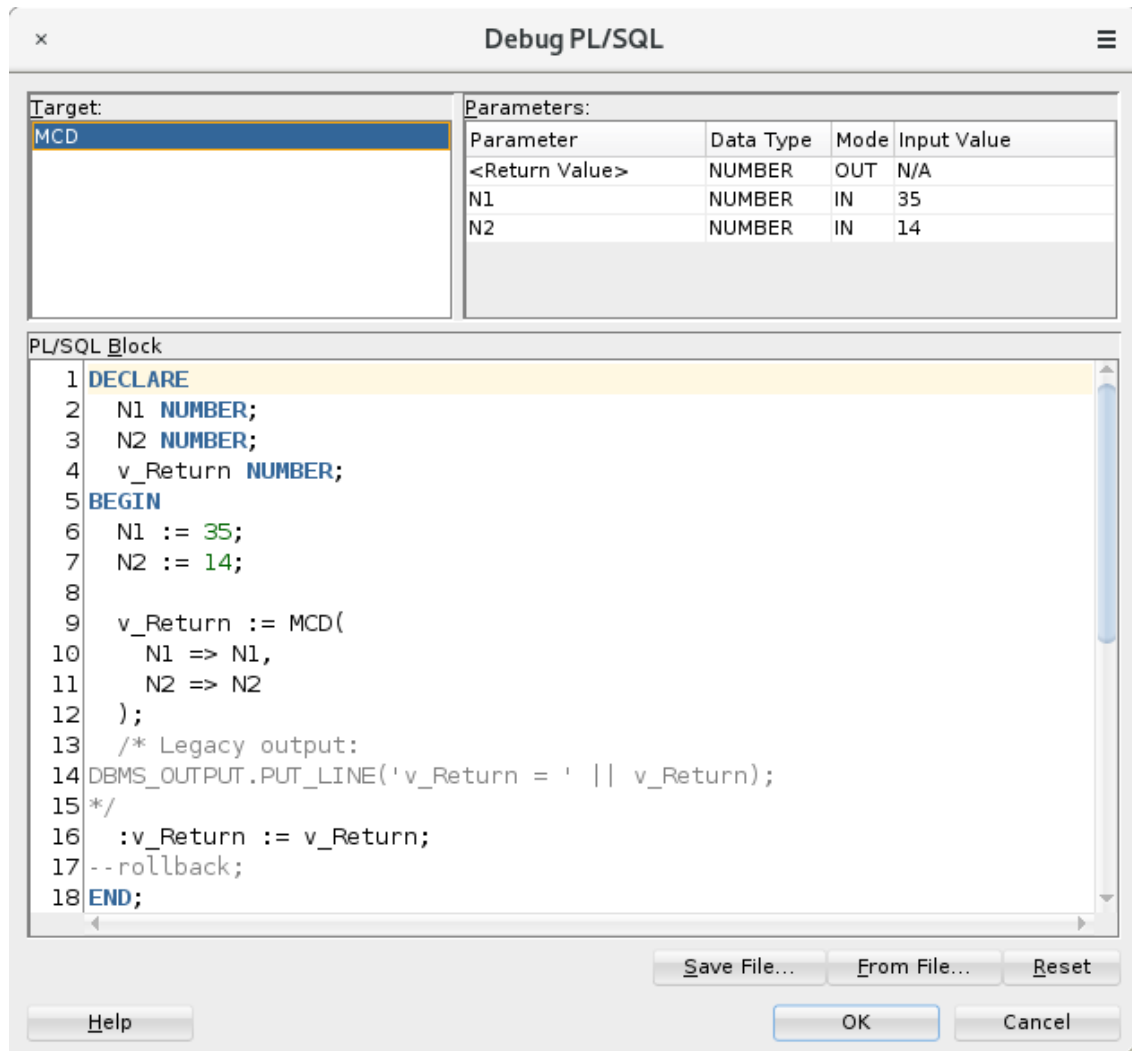 × Debug PL/SQL ≡
Target:
MCD
Parameters:
Parameter Data Type Mode Input Value
<Return Value> NUMBER OUT N/A
N1 NUMBER IN 35
N2 NUMBER IN 14
PL/SQL Block
1 DECLARE
2   N1 NUMBER;
3   N2 NUMBER;
4   v_Return NUMBER;
5 BEGIN
6   N1 := 35;
7   N2 := 14;
8
9   v_Return := MCD(
10     N1 => N1,
11     N2 => N2
12   );
13   /* Legacy output:
14 DBMS_OUTPUT.PUT_LINE('v_Return = ' || v_Return);
15 */
16   :v_Return := v_Return;
17 --rollback;
18 END;
Save File... From File... Reset
Help OK Cancel